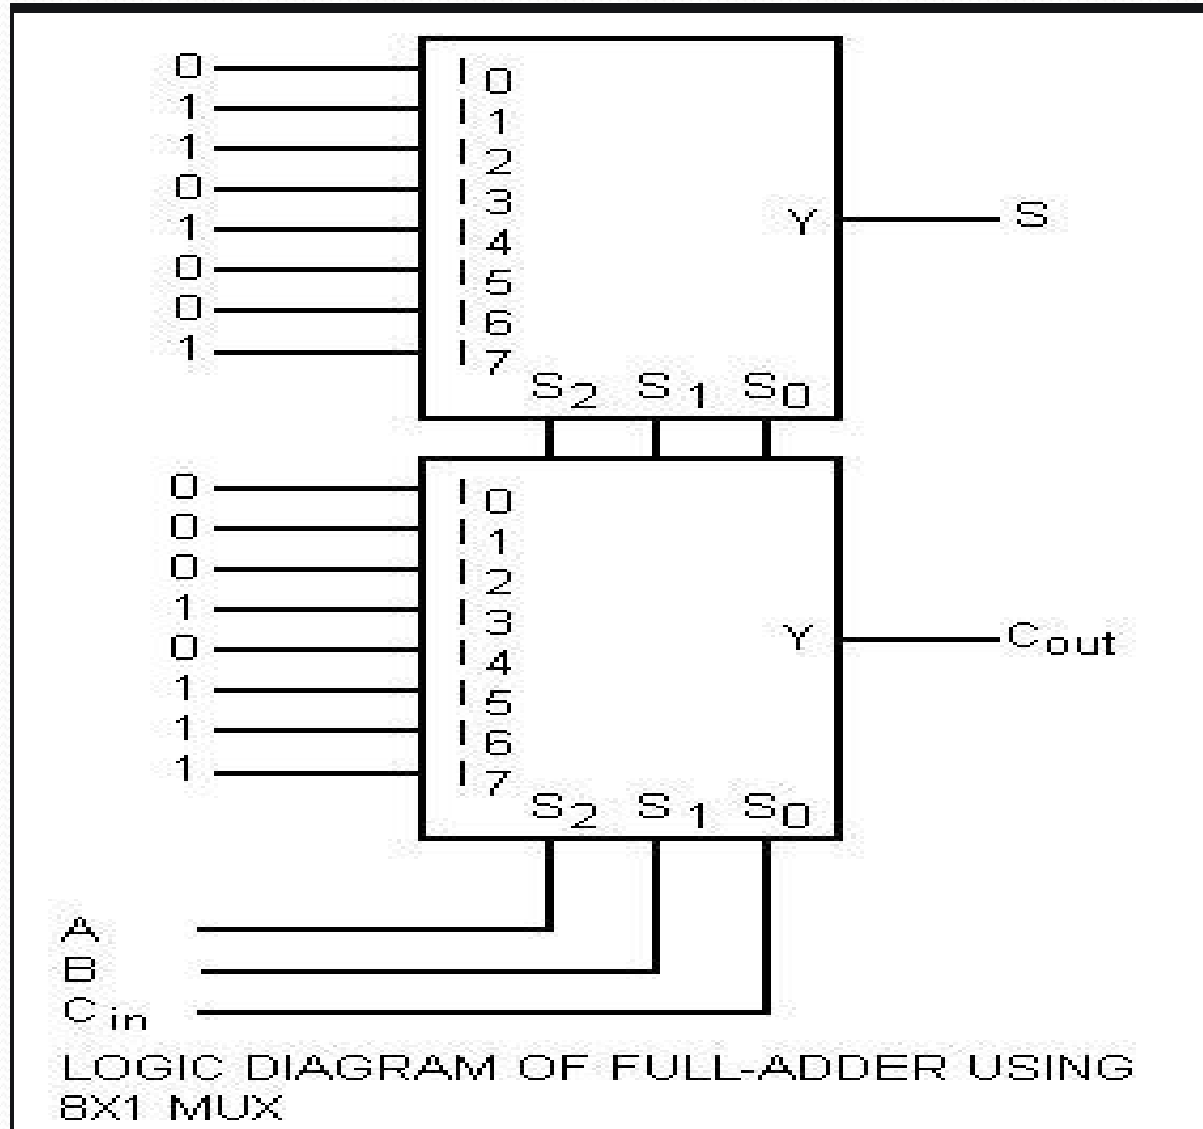 0 I0
1 I1
1 I2
0 I3
1 I4
0 I5
0 I6
1 I7
Y S
S2 S1 S0
0 I0
0 I1
0 I2
1 I3
0 I4
1 I5
1 I6
1 I7
Y Cout
S2 S1 S0
A
B
Cin
LOGIC DIAGRAM OF FULL-ADDER USING
8X1 MUX